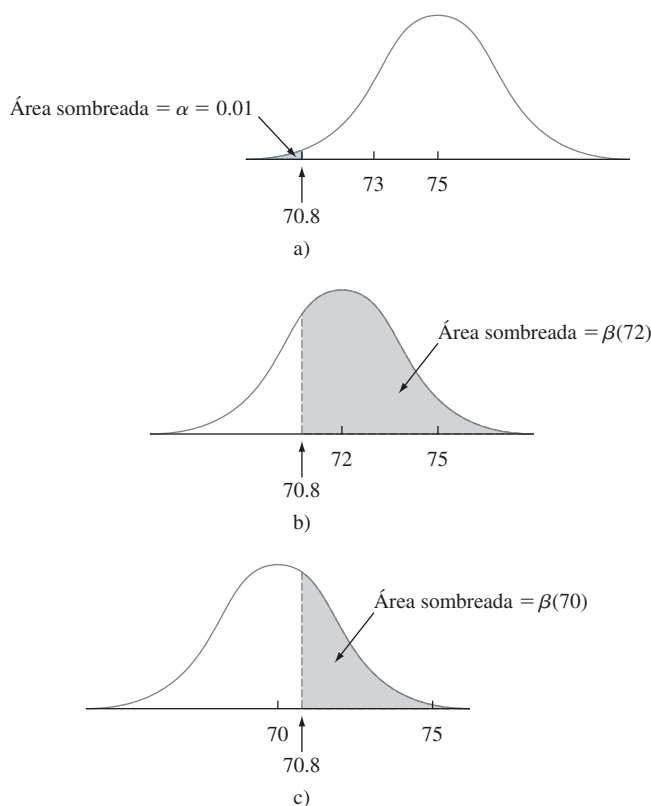 Área sombreada = α = 0.01
73 75
70.8
a)
Área sombreada = β(72)
72 75
70.8
b)
Área sombreada = β(70)
70 75
70.8
c)